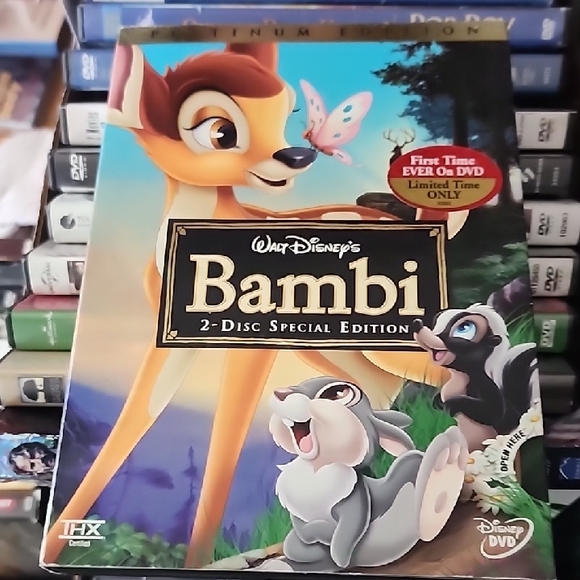 PLATINUM EDITION
First Time
EVER On DVD
Limited Time
ONLY
WALT DISNEY'S
Bambi
2-DISC SPECIAL EDITION
OPEN HERE
THX
Certified
DISNEY
DVD